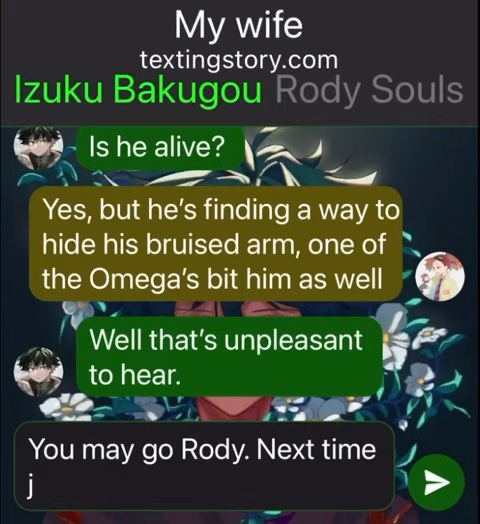 My wife
textingstory.com
Izuku Bakugou Rody Souls
Is he alive?
Yes, but he's finding a way to
hide his bruised arm, one of
the Omega's bit him as well
Well that's unpleasant
to hear.
You may go Rody. Next time
j